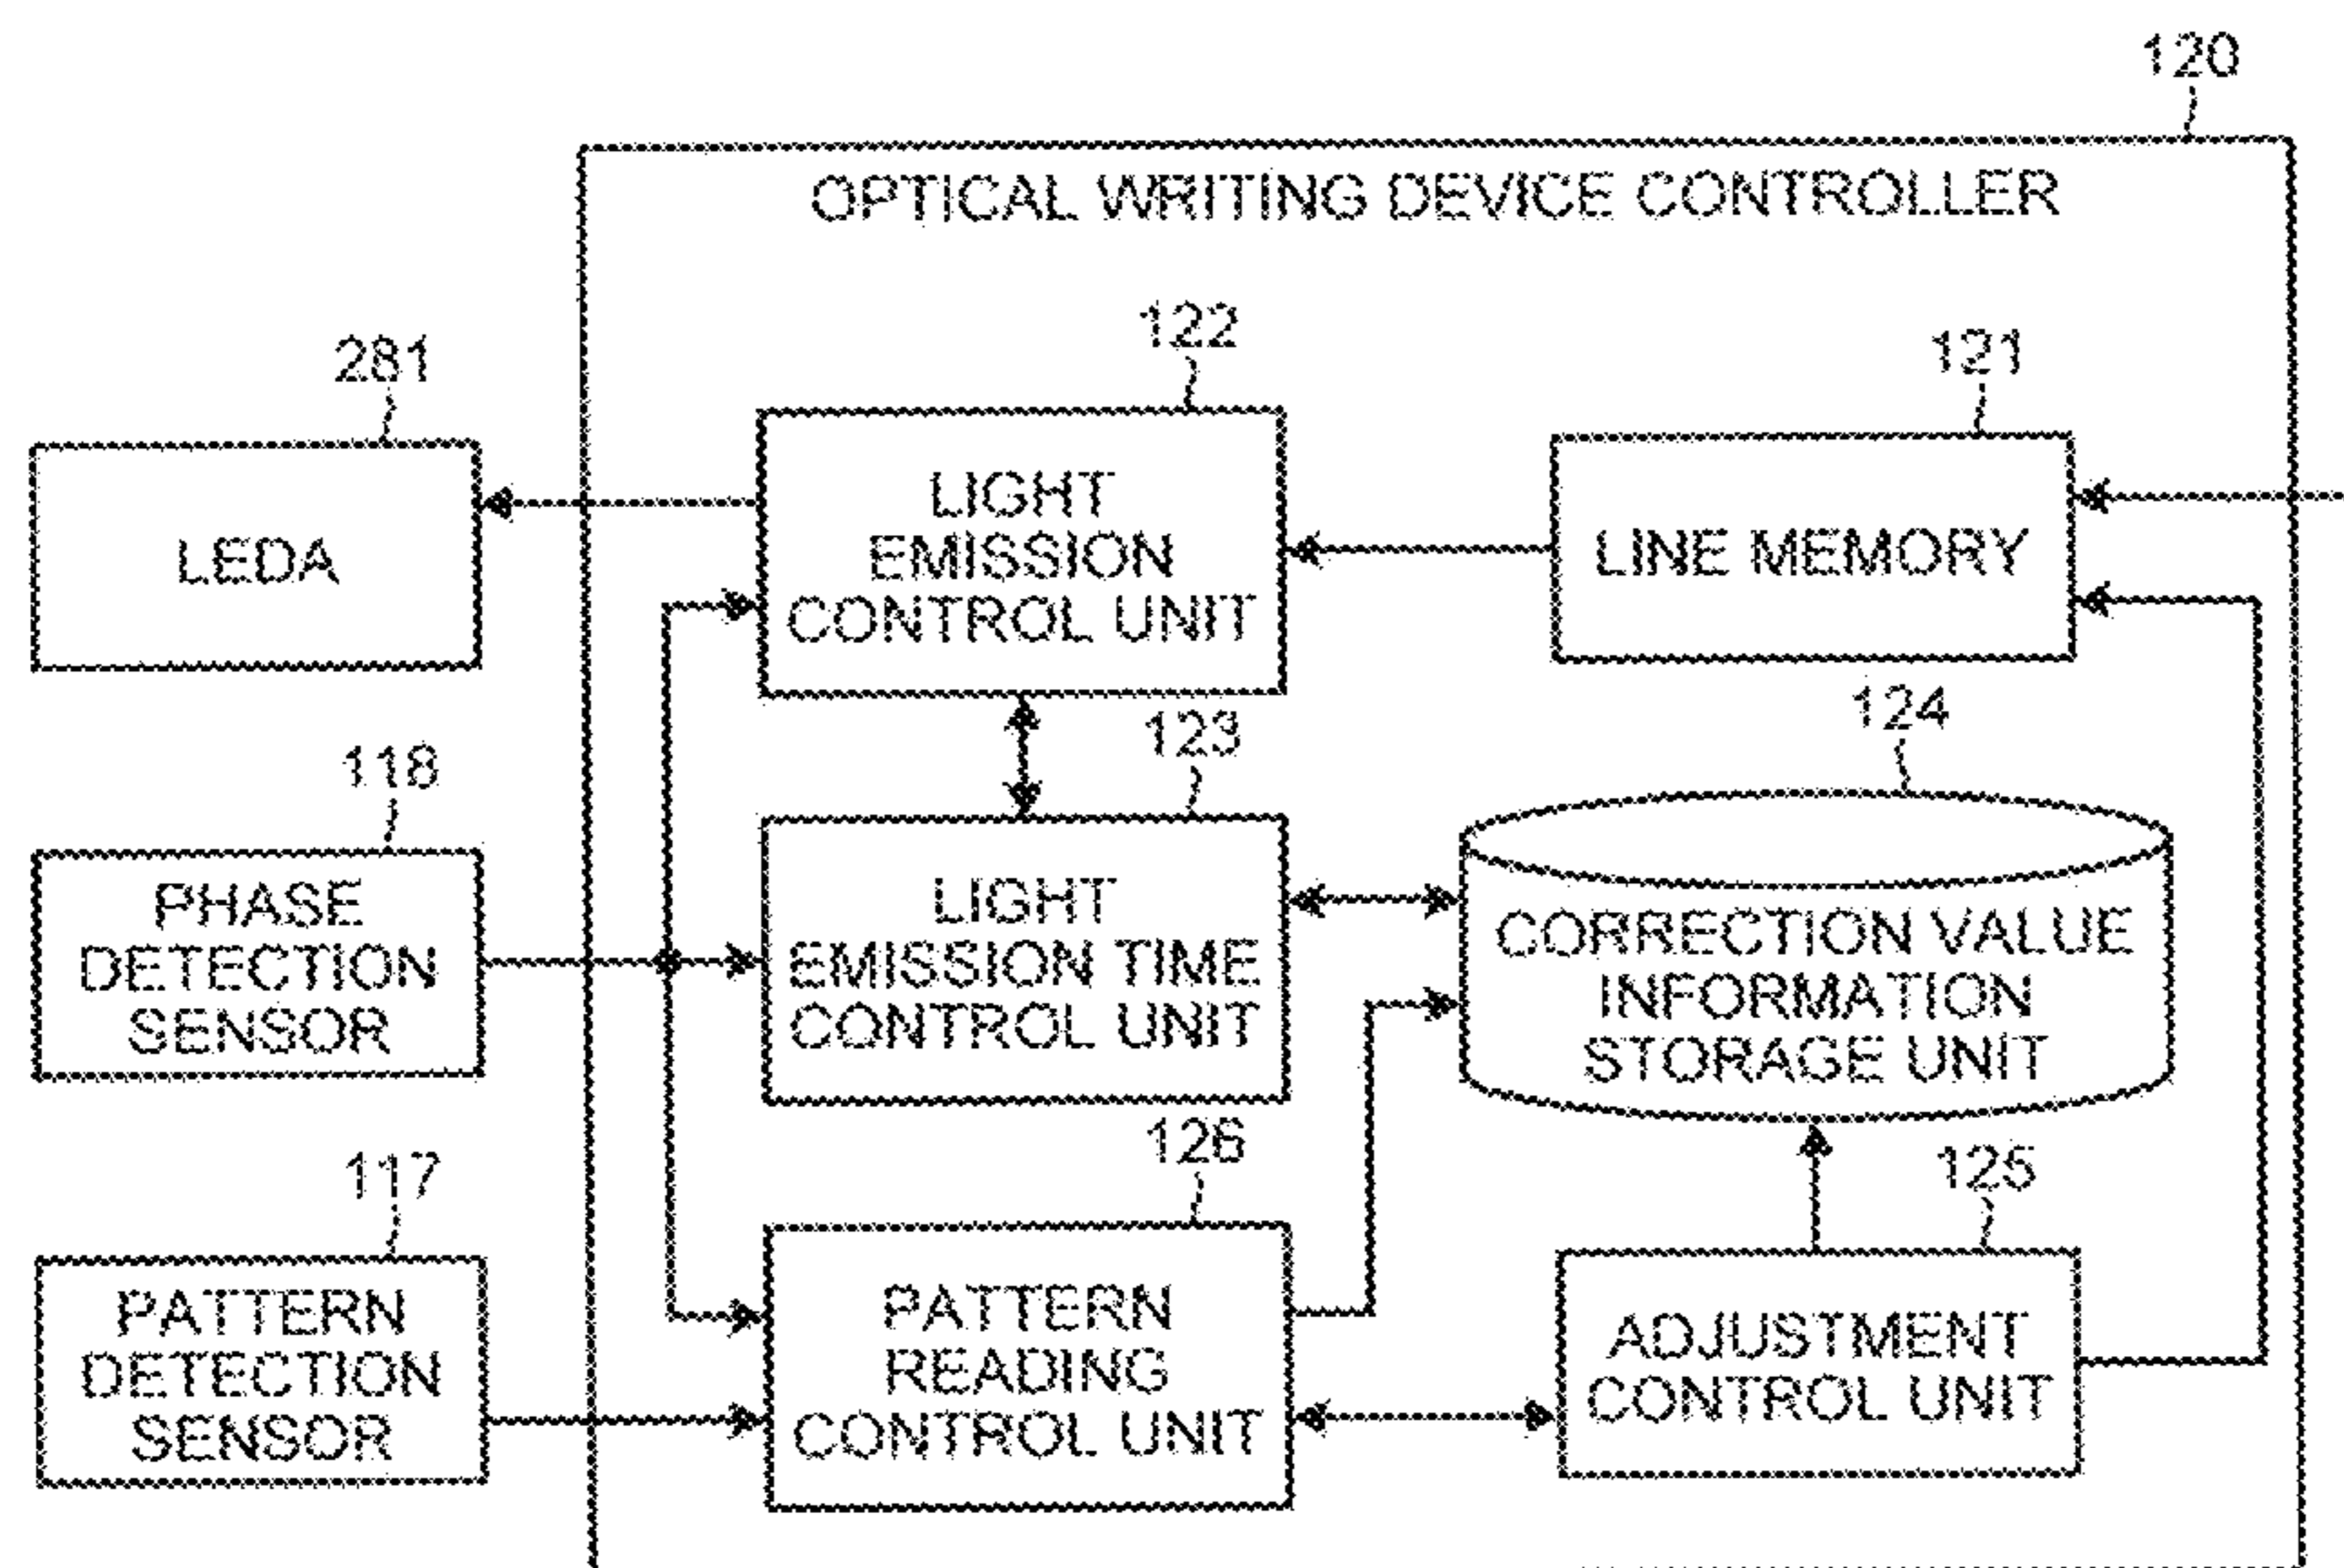 120
OPTICAL WRITING DEVICE CONTROLLER
122
121
281
LIGHT
EMISSION
CONTROL UNIT
LINE MEMORY
LEDA
123
124
118
PHASE
DETECTION
SENSOR
LIGHT
EMISSION TIME
CONTROL UNIT
CORRECTION VALUE
INFORMATION
STORAGE UNIT
126
125
117
PATTERN
DETECTION
SENSOR
PATTERN
READING
CONTROL UNIT
ADJUSTMENT
CONTROL UNIT